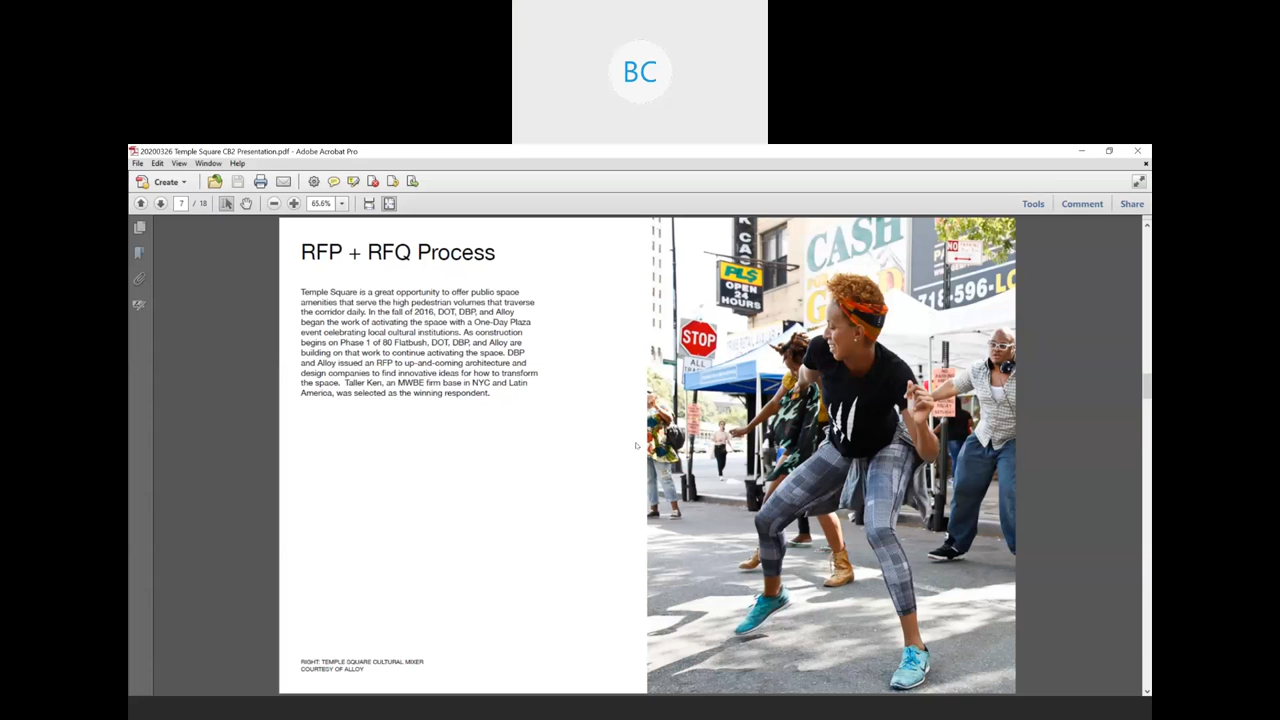 BC
20200326 Temple Square CB2 Presentation.pdf - Adobe Acrobat Pro
File Edit View Window Help
Create
7 / 18
65.6%
Tools Comment Share
RFP + RFQ Process
Temple Square is a great opportunity to offer public space
amenities that serve the high pedestrian volumes that traverse
the corridor daily. In the fall of 2016, DOT, DBP, and Alloy
began the work of activating the space with a One-Day Plaza
event celebrating local cultural institutions. As construction
begins on Phase 1 of 80 Flatbush, DOT, DBP, and Alloy are
building on that work to continue activating the space. DBP
and Alloy issued an RFP to up-and-coming architecture and
design companies to find innovative ideas for how to transform
the space. Taller Ken, an MWBE firm base in NYC and Latin
America, was selected as the winning respondent.
RIGHT: TEMPLE SQUARE CULTURAL MIXER
COURTESY OF ALLOY
CASH
PLS
OPEN
24
HOURS
STOP
ALL
NO
718-596-